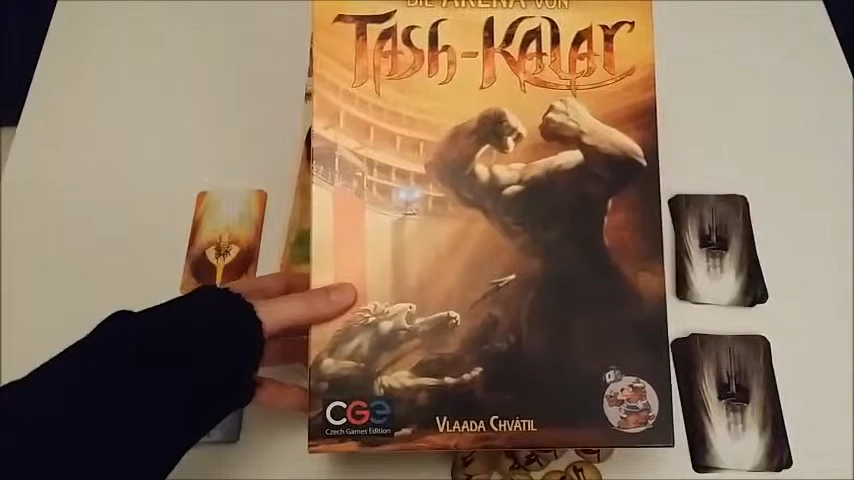 DIE ARENA VON
TASH-KALAR
CGE
Czech Games Edition
VLAADA CHVÁTIL